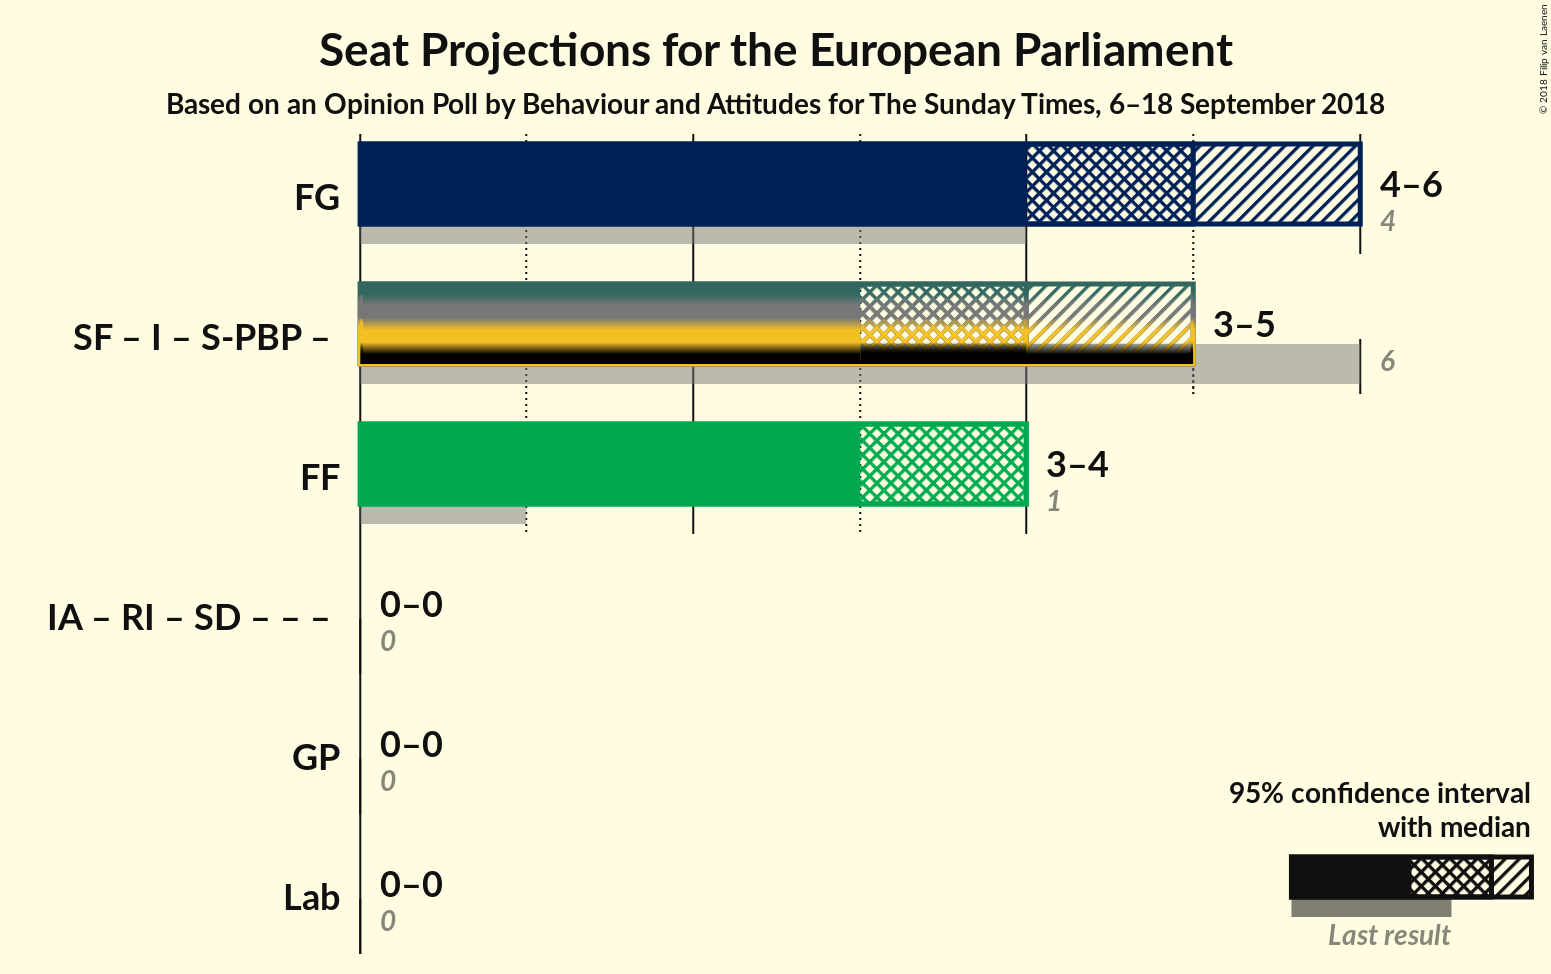 Seat Projections for the European Parliament
Based on an Opinion Poll by Behaviour and Attitudes for The Sunday Times, 6–18 September 2018
© 2018 Filip van Laenen
FG
4–6
4
SF – I – S-PBP –
3–5
6
FF
3–4
1
IA – RI – SD – – –
0–0
0
GP
0–0
0
Lab
0–0
0
95% confidence interval
with median
Last result